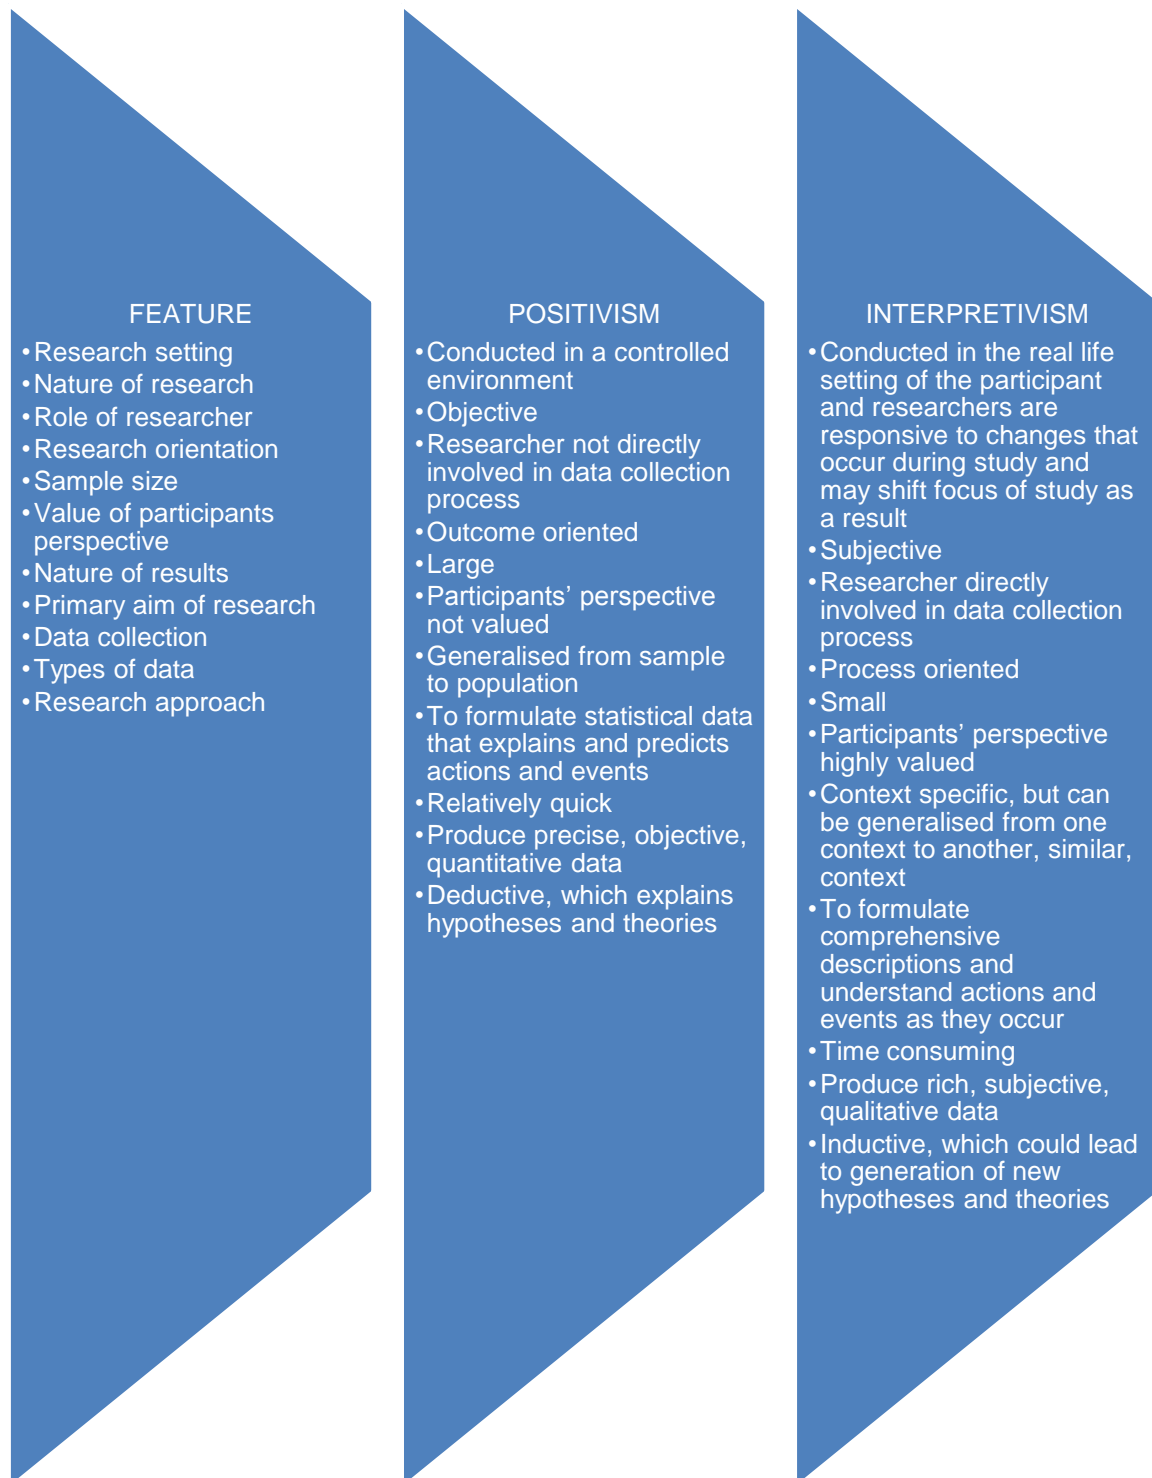 FEATURE
•Research setting
•Nature of research
•Role of researcher
•Research orientation
•Sample size
•Value of participants
perspective
•Nature of results
•Primary aim of research
•Data collection
•Types of data
•Research approach
POSITIVISM
•Conducted in a controlled
environment
•Objective
•Researcher not directly
involved in data collection
process
•Outcome oriented
•Large
•Participants’ perspective
not valued
•Generalised from sample
to population
•To formulate statistical data
that explains and predicts
actions and events
•Relatively quick
•Produce precise, objective,
quantitative data
•Deductive, which explains
hypotheses and theories
INTERPRETIVISM
•Conducted in the real life
setting of the participant
and researchers are
responsive to changes that
occur during study and
may shift focus of study as
a result
•Subjective
•Researcher directly
involved in data collection
process
•Process oriented
•Small
•Participants’ perspective
highly valued
•Context specific, but can
be generalised from one
context to another, similar,
context
•To formulate
comprehensive
descriptions and
understand actions and
events as they occur
•Time consuming
•Produce rich, subjective,
qualitative data
•Inductive, which could lead
to generation of new
hypotheses and theories